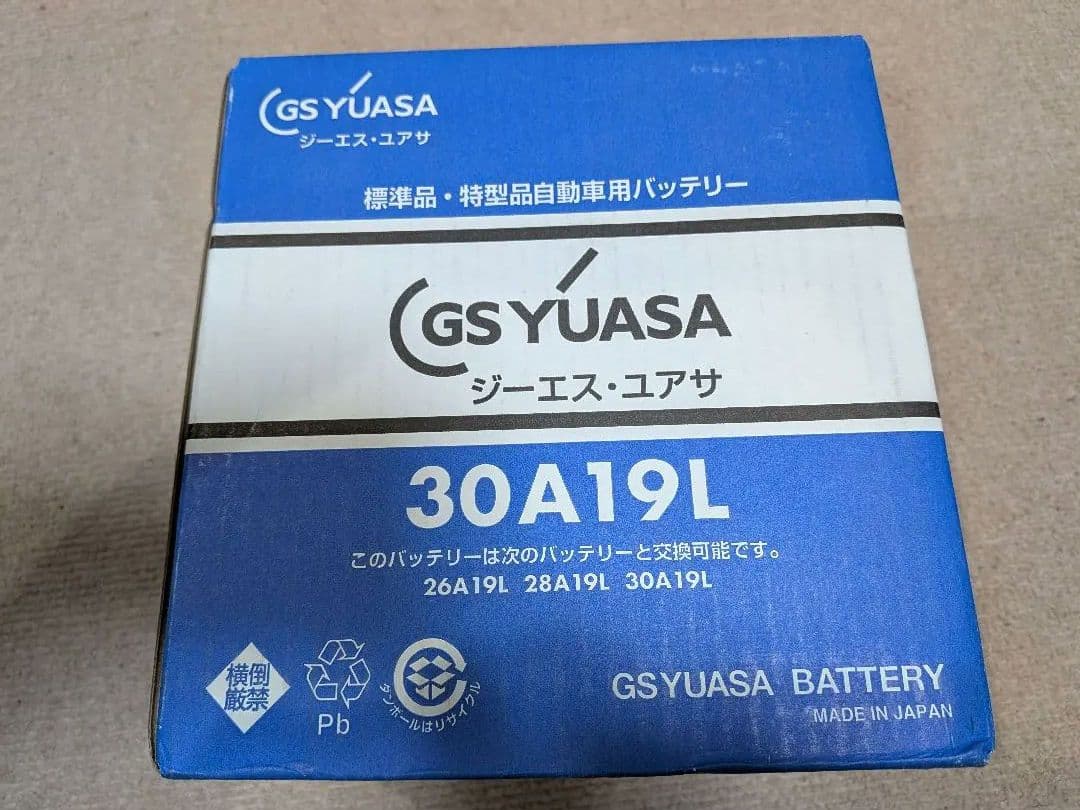 GS YUASA
ジーエス・ユアサ
標準品・特型品自動車用バッテリー
GS YUASA
ジーエス・ユアサ
30A19L
このバッテリーは次のバッテリーと交換可能です。
26A19L 28A19L 30A19L
横倒
厳禁
Pb
ダンボールはリサイクル
GSYUASA BATTERY
MADE IN JAPAN